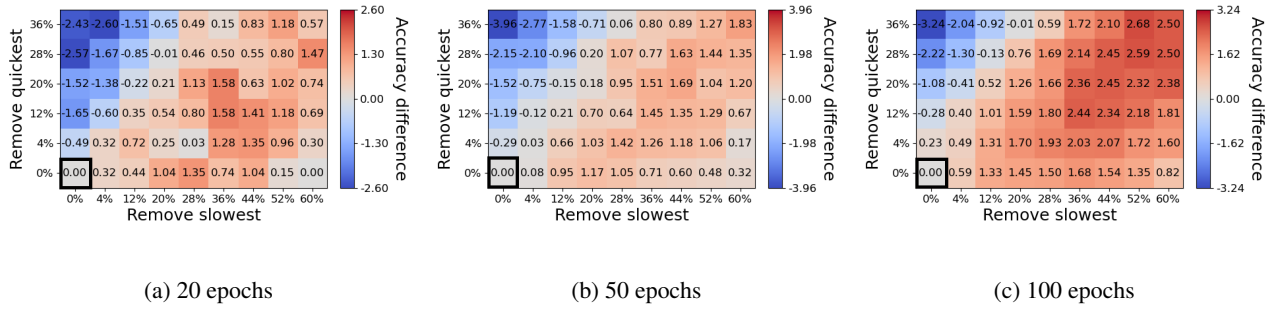 36% -2.43 -2.60 -1.51 -0.65 0.49 0.15 0.83 1.18 0.57 2.60
28% -2.57 -1.67 -0.85 -0.01 0.46 0.50 0.55 0.80 1.47 1.30
20% -1.52 -1.38 -0.22 0.21 1.13 1.58 0.63 1.02 0.74 0.00
12% -1.65 -0.60 0.35 0.54 0.80 1.58 1.41 1.18 0.69
4% -0.49 0.32 0.72 0.25 0.03 1.28 1.35 0.96 0.30 -1.30
0% 0.00 0.32 0.44 1.04 1.35 0.74 1.04 0.15 0.00 -2.60
0% 4% 12% 20% 28% 36% 44% 52% 60%
Remove quickest
Remove slowest
Accuracy difference
(a) 20 epochs
36% -3.96 -2.77 -1.58 -0.71 0.06 0.80 0.89 1.27 1.83 3.96
28% -2.15 -2.10 -0.96 0.20 1.07 0.77 1.63 1.44 1.35 1.98
20% -1.52 -0.75 -0.15 0.18 0.95 1.51 1.69 1.04 1.20 0.00
12% -1.19 -0.12 0.21 0.70 0.64 1.45 1.35 1.29 0.67
4% -0.29 0.03 0.66 1.03 1.42 1.26 1.18 1.06 0.17 -1.98
0% 0.00 0.08 0.95 1.17 1.05 0.71 0.60 0.48 0.32 -3.96
0% 4% 12% 20% 28% 36% 44% 52% 60%
Remove quickest
Remove slowest
Accuracy difference
(b) 50 epochs
36% -3.24 -2.04 -0.92 -0.01 0.59 1.72 2.10 2.68 2.50 3.24
28% -2.22 -1.30 -0.13 0.76 1.69 2.14 2.45 2.59 2.50 1.62
20% -1.08 -0.41 0.52 1.26 1.66 2.36 2.45 2.32 2.38 0.00
12% -0.28 0.40 1.01 1.59 1.80 2.44 2.34 2.18 1.81
4% 0.23 0.49 1.31 1.70 1.93 2.03 2.07 1.72 1.60 -1.62
0% 0.00 0.59 1.33 1.45 1.50 1.68 1.54 1.35 0.82 -3.24
0% 4% 12% 20% 28% 36% 44% 52% 60%
Remove quickest
Remove slowest
Accuracy difference
(c) 100 epochs